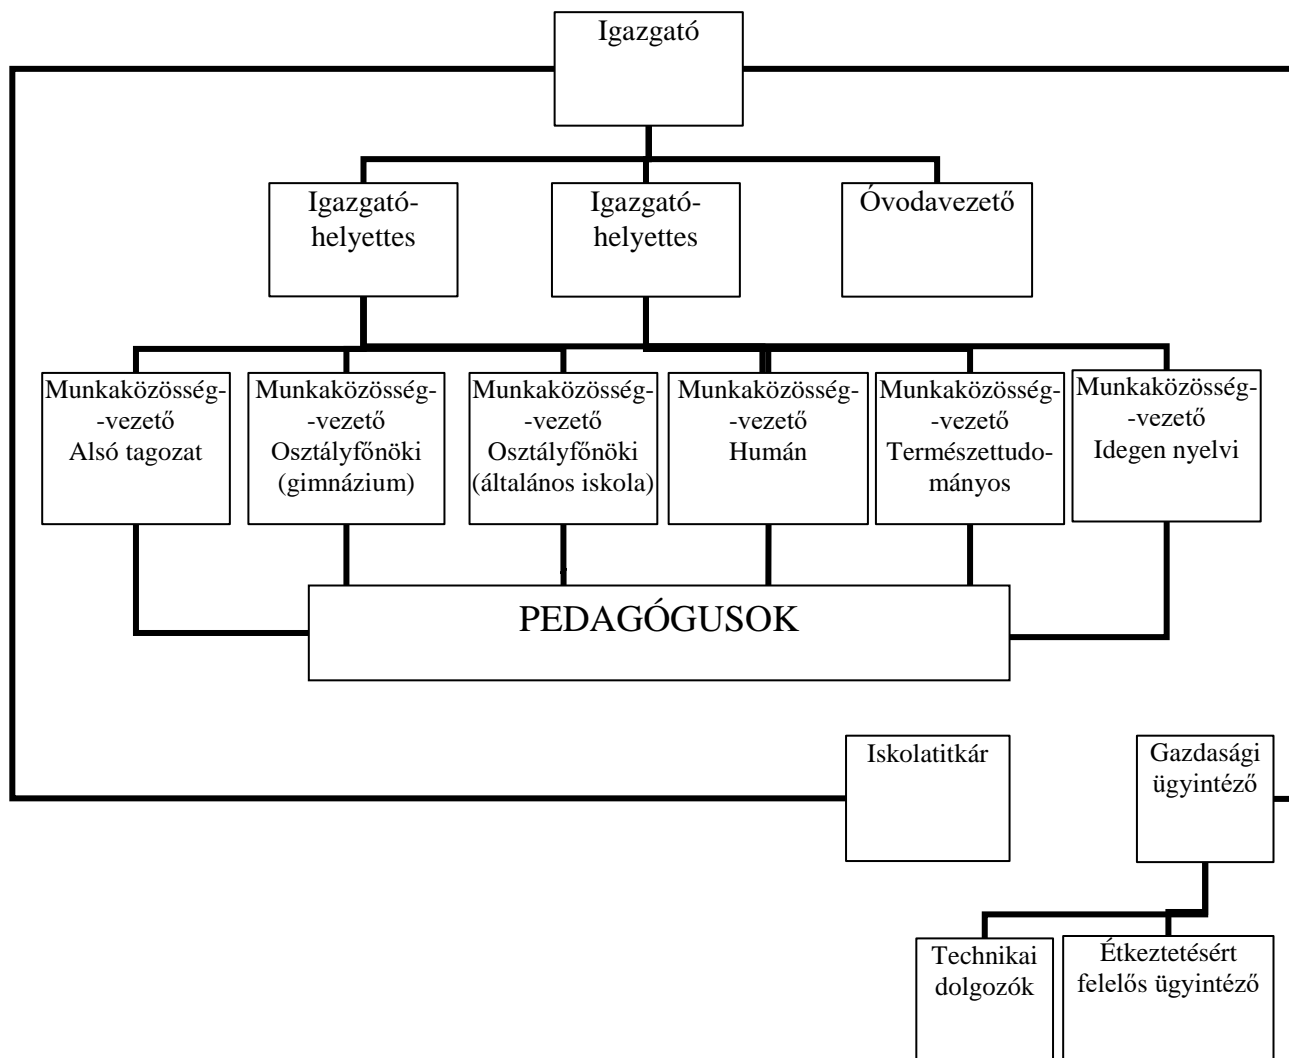 Igazgató
Igazgató-
helyettes
Igazgató-
helyettes
Óvodavezető
Munkaközösség-
-vezető
Alsó tagozat
Munkaközösség-
-vezető
Osztályfőnöki
(gimnázium)
Munkaközösség-
-vezető
Osztályfőnöki
(általános iskola)
Munkaközösség-
-vezető
Humán
Munkaközösség-
-vezető
Természettudo-
mányos
Munkaközösség-
-vezető
Idegen nyelvi
PEDAGÓGUSOK
Iskolatitkár
Gazdasági
ügyintéző
Technikai
dolgozók
Étkeztetésért
felelős ügyintéző